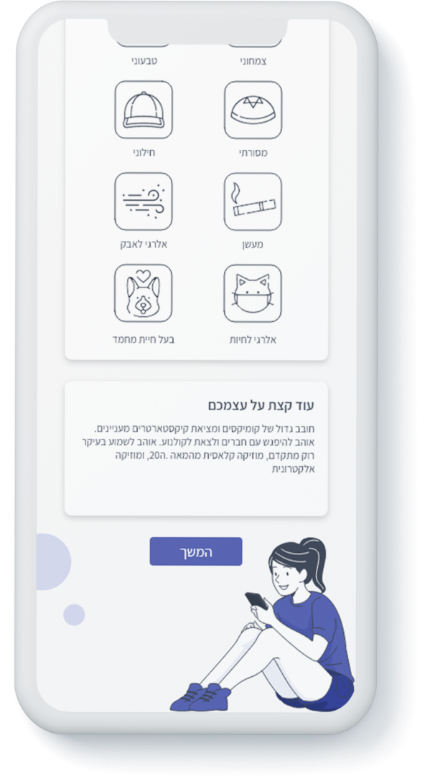 צמחוני טבעוני
מסורתי חילוני
מעשן אלרגי לאבק
אלרגי לחיות בעל חיית מחמד
עוד קצת על עצמכם
חובב גדול של קומיקסים ומציאת קיקסטארטרים מעניינים.
אוהב להיפגש עם חברים ולצאת לקולנוע. אוהב לשמוע בעיקר
רוק מתקדם, מוזיקה קלאסית מהמאה .ה20, ומוזיקה
אלקטרונית
המשך